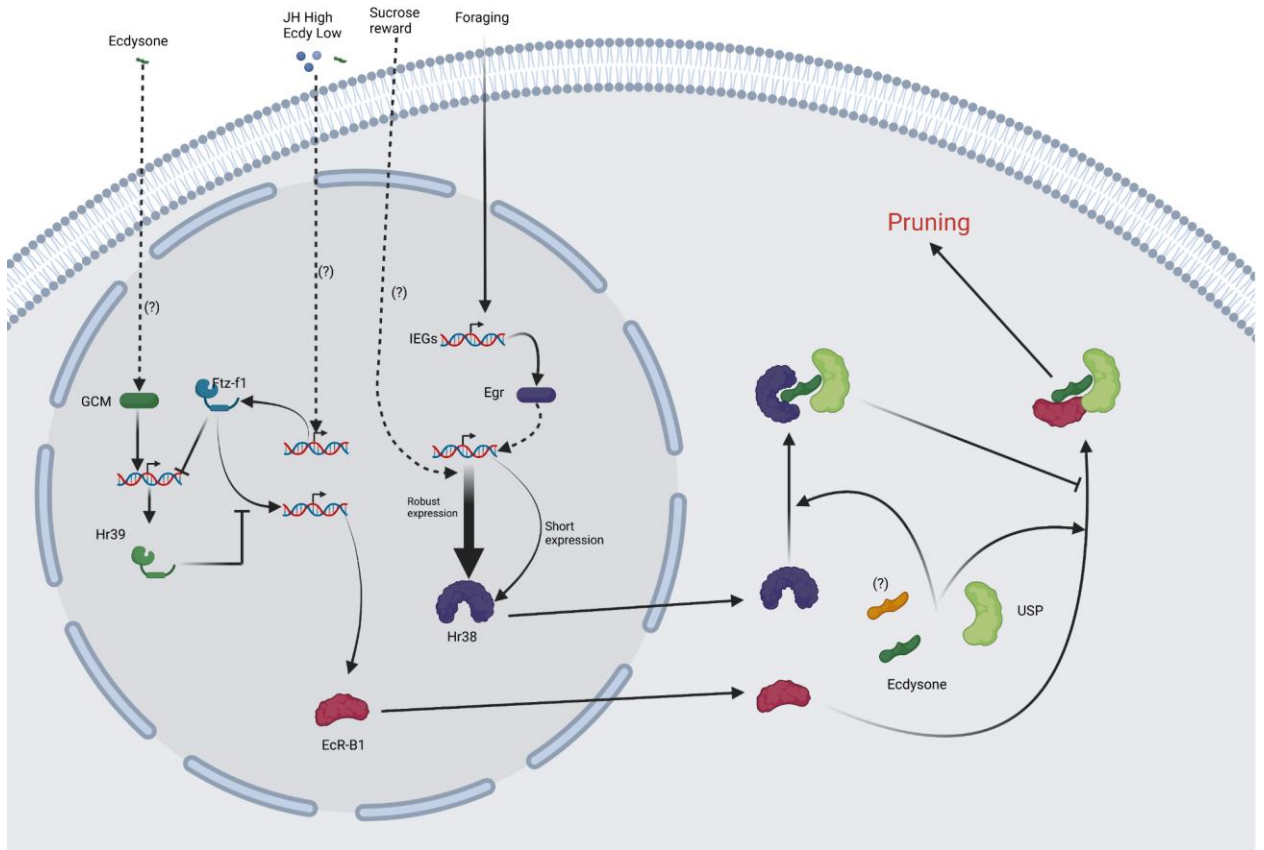 Ecdysone
JH High
Ecdy Low
Sucrose
reward
Foraging
(?)
(?)
(?)
IEGs
Egr
GCM
Ftz-f1
Hr39
Robust
expression
Short
expression
Hr38
EcR-B1
Pruning
(?)
USP
Ecdysone